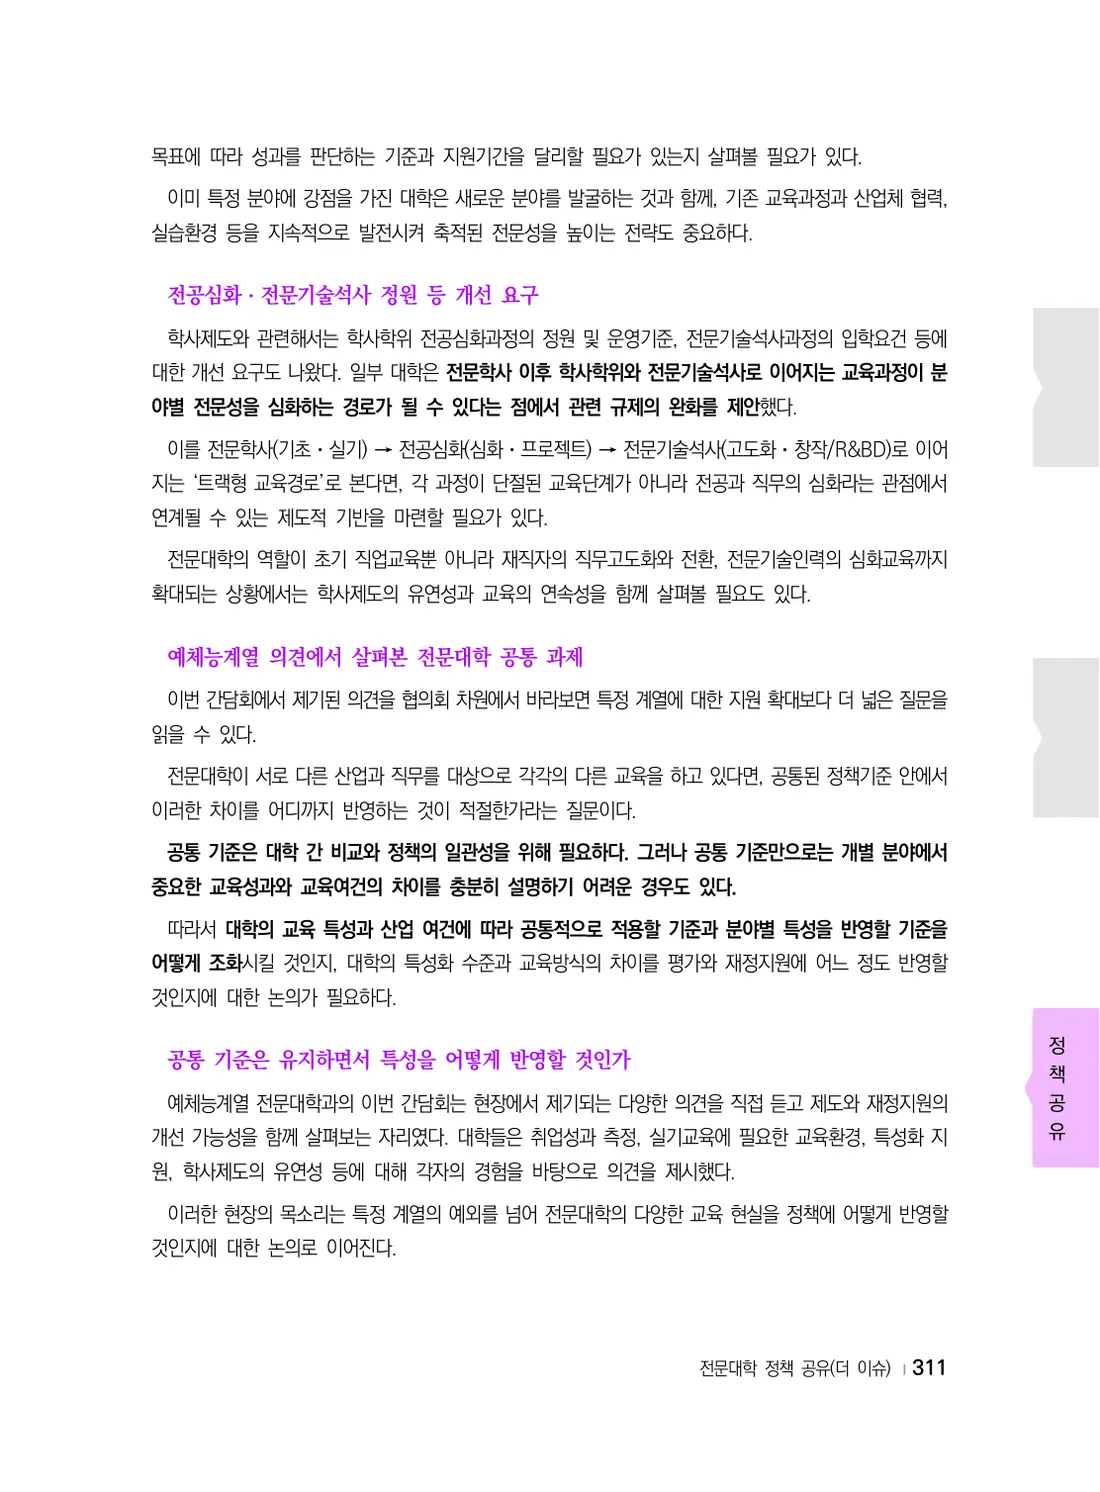 목표에 따라 성과를 판단하는 기준과 지원기간을 달리할 필요가 있는지 살펴볼 필요가 있다.
이미 특정 분야에 강점을 가진 대학은 새로운 분야를 발굴하는 것과 함께, 기존 교육과정과 산업체 협력,
실습환경 등을 지속적으로 발전시켜 축적된 전문성을 높이는 전략도 중요하다.
전공심화·전문기술석사 정원 등 개선 요구
학사제도와 관련해서는 학사학위 전공심화과정의 정원 및 운영기준, 전문기술석사과정의 입학요건 등에
대한 개선 요구도 나왔다. 일부 대학은 전문학사 이후 학사학위와 전문기술석사로 이어지는 교육과정이 분
야별 전문성을 심화하는 경로가 될 수 있다는 점에서 관련 규제의 완화를 제안했다.
이를 전문학사(기초·실기) → 전공심화(심화·프로젝트) → 전문기술석사(고도화·창작/R&BD)로 이어
지는 ‘트랙형 교육경로’로 본다면, 각 과정이 단절된 교육단계가 아니라 전공과 직무의 심화라는 관점에서
연계될 수 있는 제도적 기반을 마련할 필요가 있다.
전문대학의 역할이 초기 직업교육뿐 아니라 재직자의 직무고도화와 전환, 전문기술인력의 심화교육까지
확대되는 상황에서는 학사제도의 유연성과 교육의 연속성을 함께 살펴볼 필요도 있다.
예체능계열 의견에서 살펴본 전문대학 공통 과제
이번 간담회에서 제기된 의견을 협의회 차원에서 바라보면 특정 계열에 대한 지원 확대보다 더 넓은 질문을
읽을 수 있다.
전문대학이 서로 다른 산업과 직무를 대상으로 각각의 다른 교육을 하고 있다면, 공통된 정책기준 안에서
이러한 차이를 어디까지 반영하는 것이 적절한가라는 질문이다.
공통 기준은 대학 간 비교와 정책의 일관성을 위해 필요하다. 그러나 공통 기준만으로는 개별 분야에서
중요한 교육성과와 교육여건의 차이를 충분히 설명하기 어려운 경우도 있다.
따라서 대학의 교육 특성과 산업 여건에 따라 공통적으로 적용할 기준과 분야별 특성을 반영할 기준을
어떻게 조화시킬 것인지, 대학의 특성화 수준과 교육방식의 차이를 평가와 재정지원에 어느 정도 반영할
것인지에 대한 논의가 필요하다.
공통 기준은 유지하면서 특성을 어떻게 반영할 것인가
예체능계열 전문대학과의 이번 간담회는 현장에서 제기되는 다양한 의견을 직접 듣고 제도와 재정지원의
개선 가능성을 함께 살펴보는 자리였다. 대학들은 취업성과 측정, 실기교육에 필요한 교육환경, 특성화 지
원, 학사제도의 유연성 등에 대해 각자의 경험을 바탕으로 의견을 제시했다.
이러한 현장의 목소리는 특정 계열의 예외를 넘어 전문대학의 다양한 교육 현실을 정책에 어떻게 반영할
것인지에 대한 논의로 이어진다.
정
책
공
유
전문대학 정책 공유(더 이슈) | 311